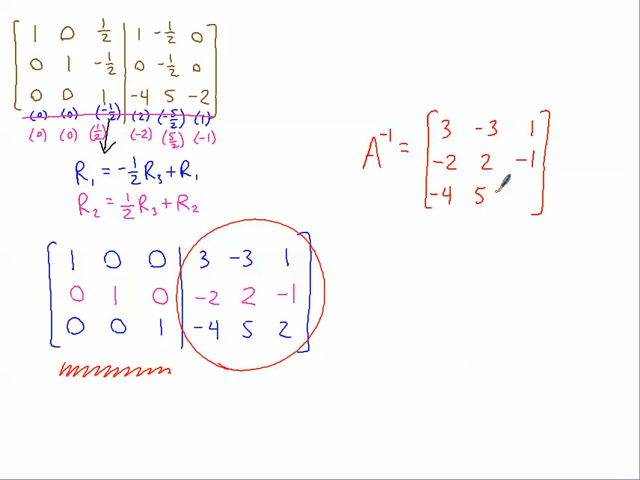 1 0 1/2 | 1 -1/2 0
0 1 -1/2 | 0 -1/2 0
0 0 1 | -4 5 -2
(0) (0) (-1/2) (2) (-5/2) (1)
(0) (0) (1/2) (-2) (5/2) (-1)
R₁ = -1/2 R₃ + R₁
R₂ = 1/2 R₃ + R₂
1 0 0 | 3 -3 1
0 1 0 | -2 2 -1
0 0 1 | -4 5 2
A⁻¹ =
3 -3 1
-2 2 -1
-4 5